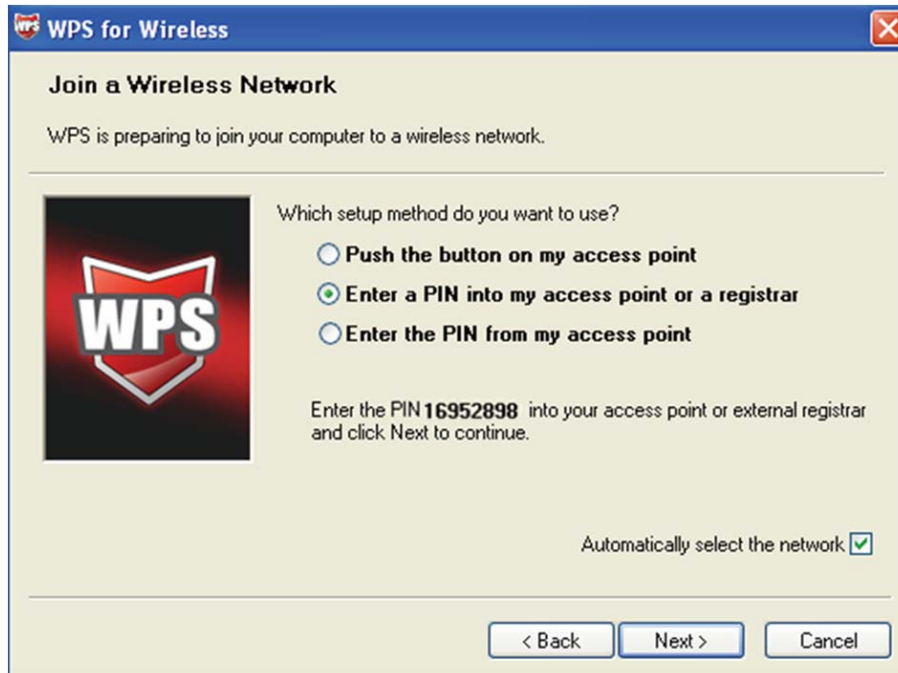 WPS WPS for Wireless
Join a Wireless Network
WPS is preparing to join your computer to a wireless network.
WPS
Which setup method do you want to use?
Push the button on my access point
Enter a PIN into my access point or a registrar
Enter the PIN from my access point
Enter the PIN 16952898 into your access point or external registrar
and click Next to continue.
Automatically select the network
< Back Next > Cancel